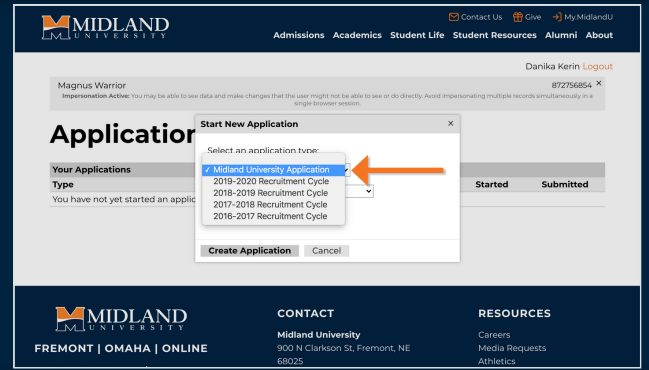 MIDLAND
UNIVERSITY
Contact Us Give My.MidlandU
Admissions Academics Student Life Student Resources Alumni About
Danika Kerin Logout
Magnus Warrior 872756854 ×
Impersonation Active: You may be able to see data and make changes that the user might not be able to see or do directly. Avoid impersonating multiple records simultaneously in a
single browser session.
Start New Application ×
Application
Select an application type:
Your Applications
✓ Midland University Application
Type Started Submitted
2019-2020 Recruitment Cycle
2018-2019 Recruitment Cycle
You have not yet started an applic
2017-2018 Recruitment Cycle
2016-2017 Recruitment Cycle
Create Application Cancel
MIDLAND
UNIVERSITY
FREMONT | OMAHA | ONLINE
CONTACT
Midland University
900 N Clarkson St, Fremont, NE
68025
RESOURCES
Careers
Media Requests
Athletics